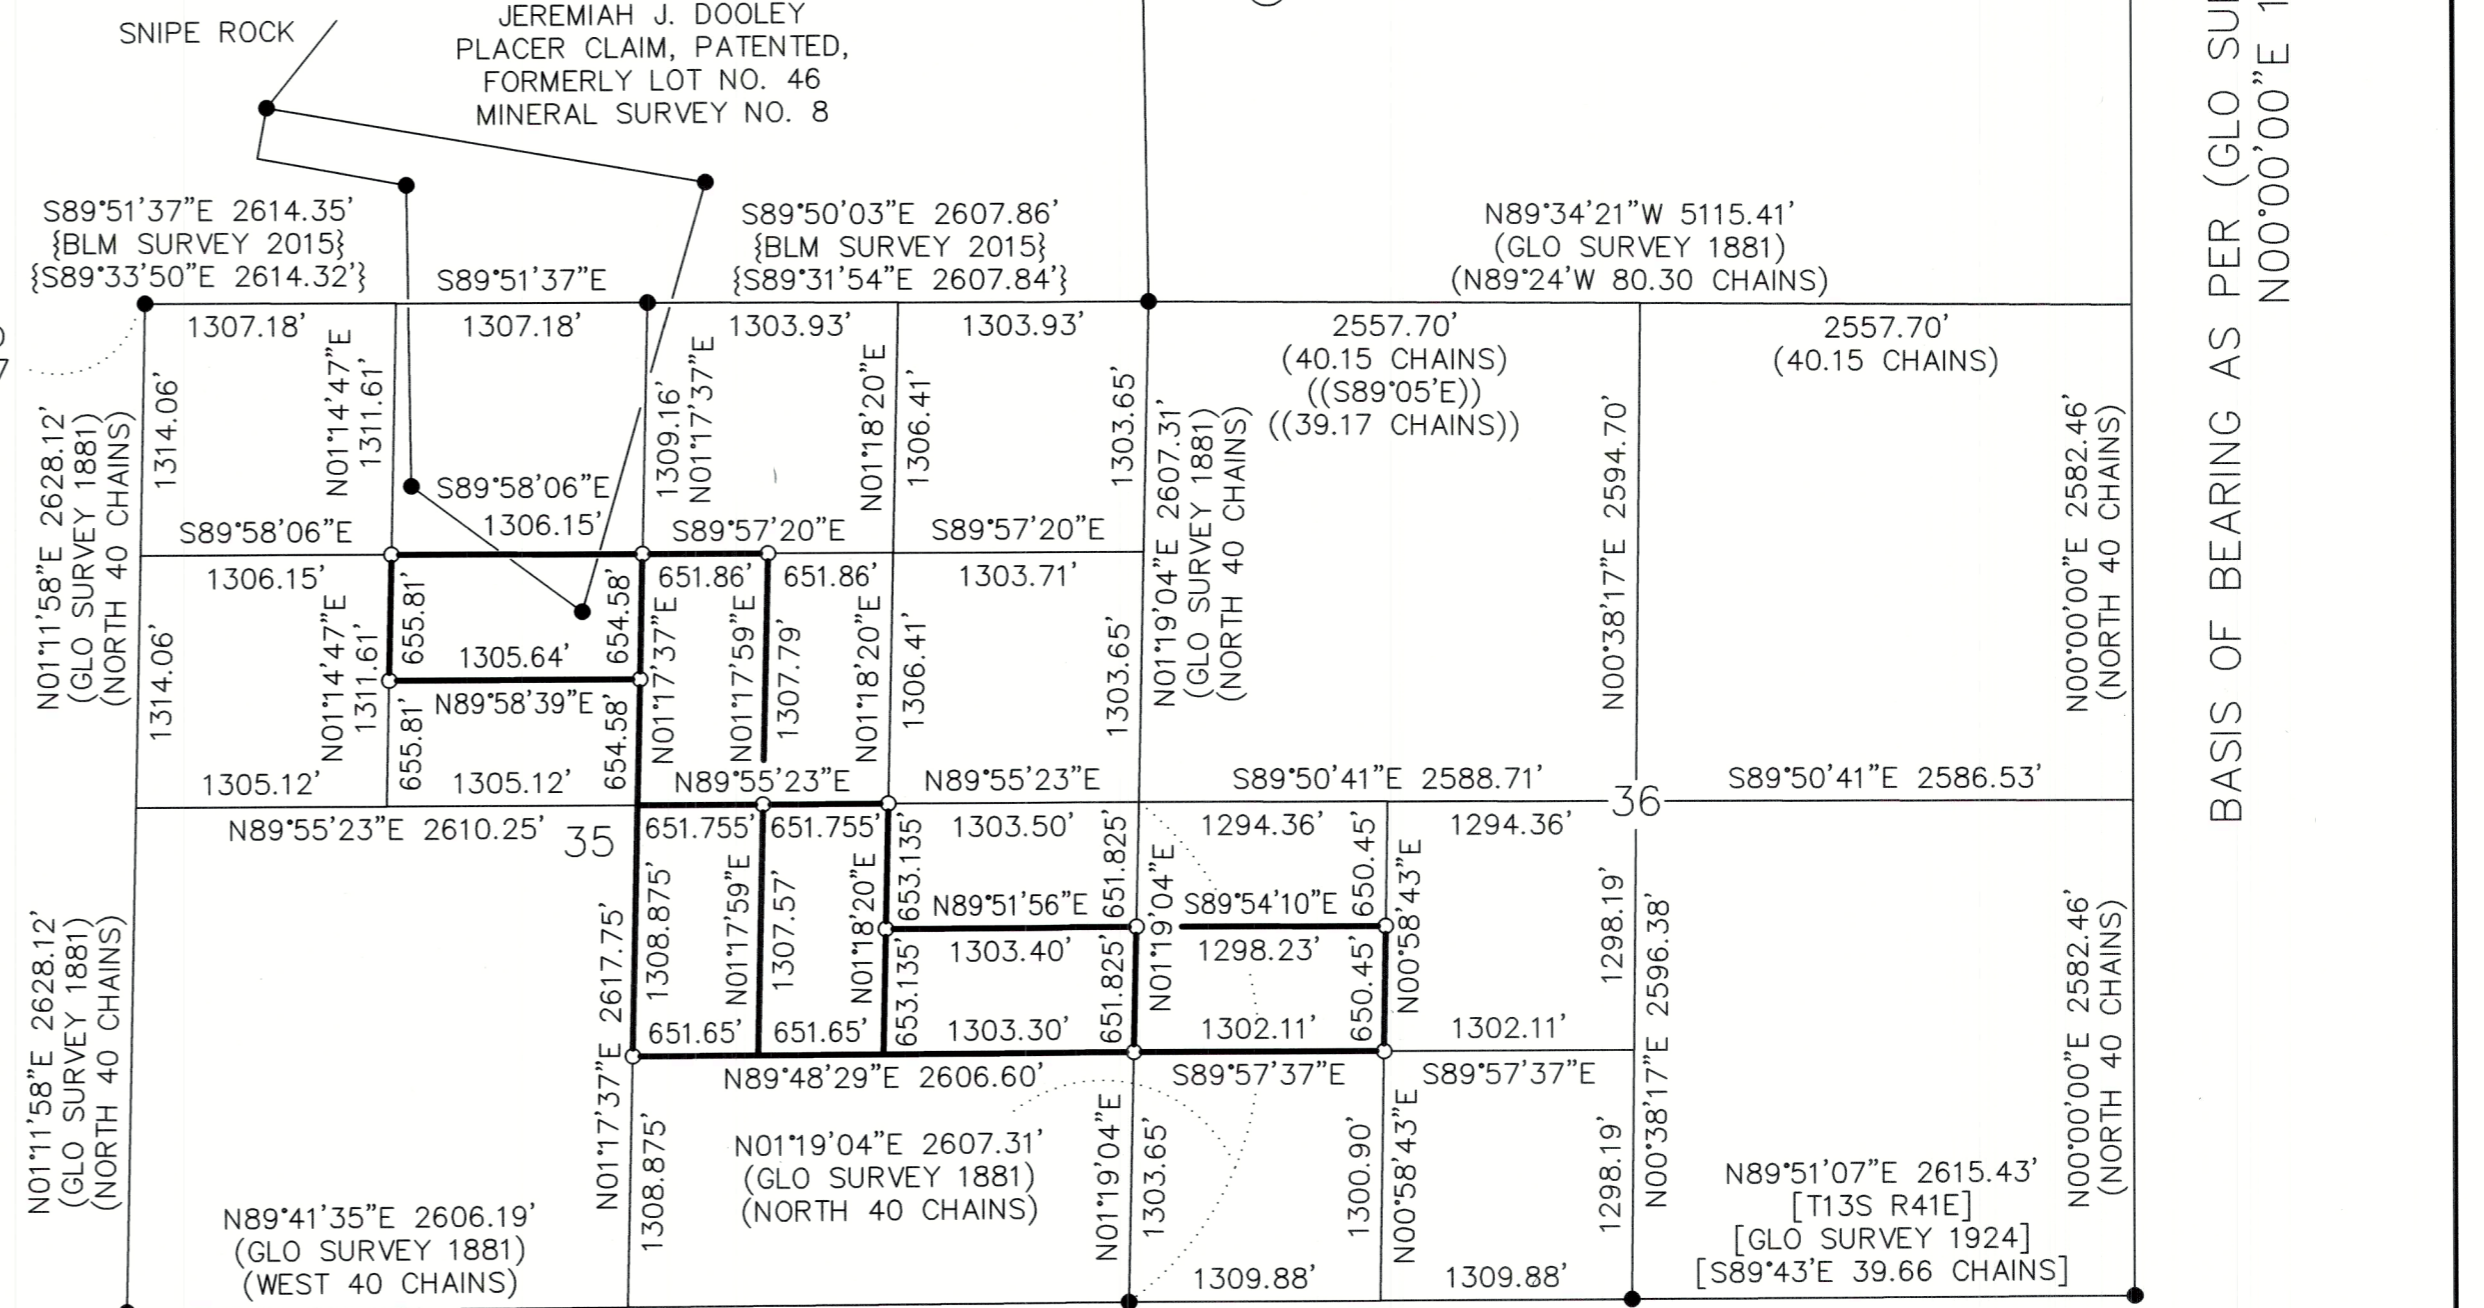 SNIPE ROCK
JEREMIAH J. DOOLEY
PLACER CLAIM, PATENTED,
FORMERLY LOT NO. 46
MINERAL SURVEY NO. 8
S89°51'37"E 2614.35'
{BLM SURVEY 2015}
{S89°33'50"E 2614.32'}
S89°51'37"E
S89°50'03"E 2607.86'
{BLM SURVEY 2015}
{S89°31'54"E 2607.84'}
N89°34'21"W 5115.41'
(GLO SURVEY 1881)
(N89°24'W 80.30 CHAINS)
1307.18'
1307.18'
1303.93'
1303.93'
2557.70'
(40.15 CHAINS)
((S89°05'E))
((39.17 CHAINS))
2557.70'
(40.15 CHAINS)
N01°11'58"E 2628.12'
(GLO SURVEY 1881)
(NORTH 40 CHAINS)
1314.06'
N01°14'47"E
1311.61'
1309.16'
N01°17'37"E
N01°18'20"E
1306.41'
1303.65'
N01°19'04"E 2607.31'
(GLO SURVEY 1881)
(NORTH 40 CHAINS)
N00°38'17"E 2594.70'
N00°00'00"E 2582.46'
(NORTH 40 CHAINS)
S89°58'06"E
S89°58'06"E
1306.15'
S89°57'20"E
S89°57'20"E
1306.15'
651.86'
651.86'
1303.71'
1314.06'
N01°14'47"E
1311.61'
655.81'
1305.64'
654.58'
N01°17'37"E
N01°17'59"E
1307.79'
N01°18'20"E
1306.41'
1303.65'
N89°58'39"E
655.81'
654.58'
1305.12'
1305.12'
N89°55'23"E
N89°55'23"E
S89°50'41"E 2588.71'
36
S89°50'41"E 2586.53'
N89°55'23"E 2610.25'
35
651.755'
651.755'
653.135'
1303.50'
651.825'
1294.36'
650.45'
1294.36'
N01°11'58"E 2628.12'
(GLO SURVEY 1881)
(NORTH 40 CHAINS)
N01°17'37"E 2617.75'
1308.875'
N01°17'59"E
1307.57'
N01°18'20"E
N89°51'56"E
1303.40'
653.135'
651.825'
N01°19'04"E
S89°54'10"E
1298.23'
650.45'
N00°58'43"E
1298.19'
N00°38'17"E 2596.38'
N00°00'00"E 2582.46'
(NORTH 40 CHAINS)
651.65'
651.65'
1303.30'
1302.11'
1302.11'
N89°48'29"E 2606.60'
S89°57'37"E
S89°57'37"E
1308.875'
N01°19'04"E 2607.31'
(GLO SURVEY 1881)
(NORTH 40 CHAINS)
N01°19'04"E
1303.65'
1300.90'
N00°58'43"E
1298.19'
N89°41'35"E 2606.19'
(GLO SURVEY 1881)
(WEST 40 CHAINS)
1309.88'
1309.88'
N89°51'07"E 2615.43'
[T13S R41E]
[GLO SURVEY 1924]
[S89°43'E 39.66 CHAINS]
BASIS OF BEARING AS PER (GLO
N00°00'00"E